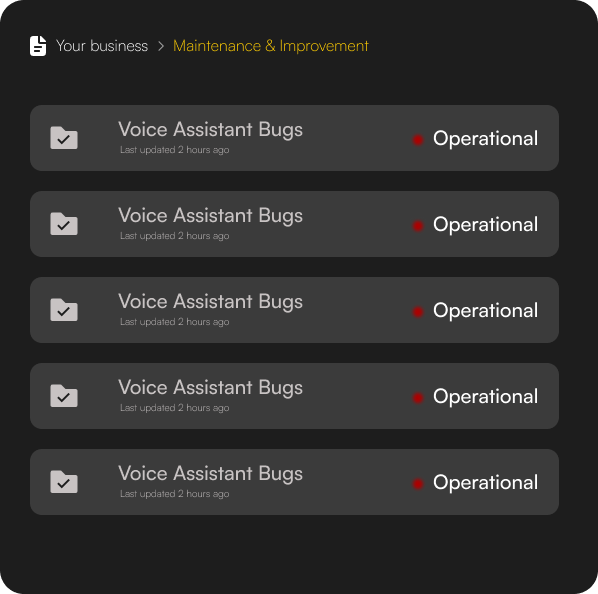 Your business > Maintenance & Improvement
Voice Assistant Bugs
Last updated 2 hours ago
Operational
Voice Assistant Bugs
Last updated 2 hours ago
Operational
Voice Assistant Bugs
Last updated 2 hours ago
Operational
Voice Assistant Bugs
Last updated 2 hours ago
Operational
Voice Assistant Bugs
Last updated 2 hours ago
Operational